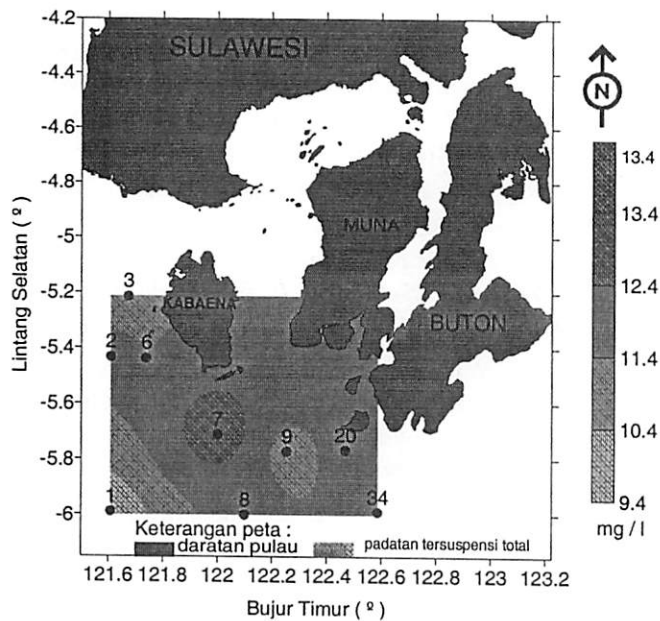 -4.2
-4.4
-4.6
-4.8
-5
-5.2
-5.4
-5.6
-5.8
-6
Lintang Selatan ( º )
SULAWESI
MUNA
KABAENA
BUTON
3
2
6
7
9
20
1
8
34
Keterangan peta :
daratan pulau
padatan tersuspensi total
121.6 121.8 122 122.2 122.4 122.6 122.8 123 123.2
Bujur Timur ( º )
N
13.4
13.4
12.4
11.4
10.4
9.4
mg / l